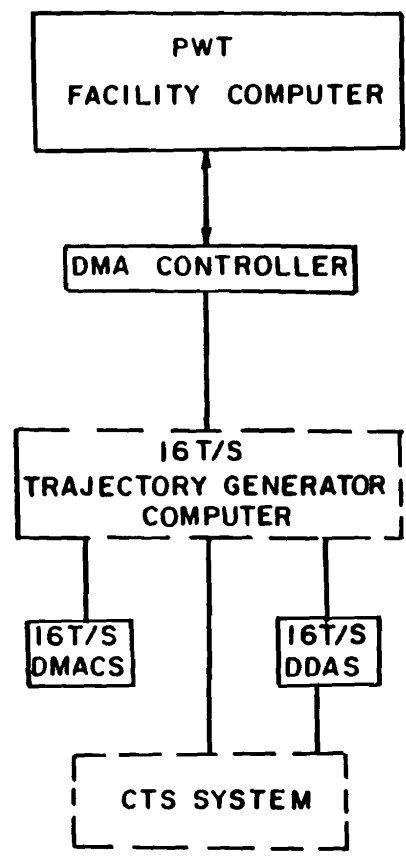 PWT
FACILITY COMPUTER
DMA CONTROLLER
16T/S
TRAJECTORY GENERATOR
COMPUTER
16T/S
DMACS
16T/S
DDAS
CTS SYSTEM